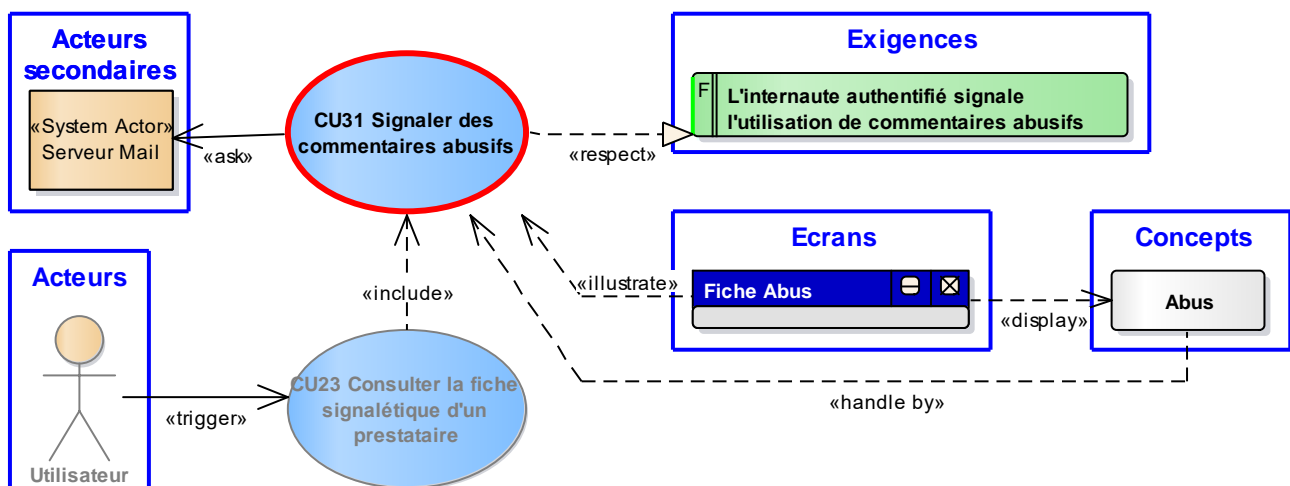 Acteurs
secondaires
«System Actor»
Serveur Mail
«ask»
CU31 Signaler des
commentaires abusifs
«respect»
Exigences
F
L'internaute authentifié signale
l'utilisation de commentaires abusifs
Acteurs
Utilisateur
«trigger»
«include»
CU23 Consulter la fiche
signalétique d'un
prestataire
«illustrate»
Ecrans
Fiche Abus
«display»
Concepts
Abus
«handle by»